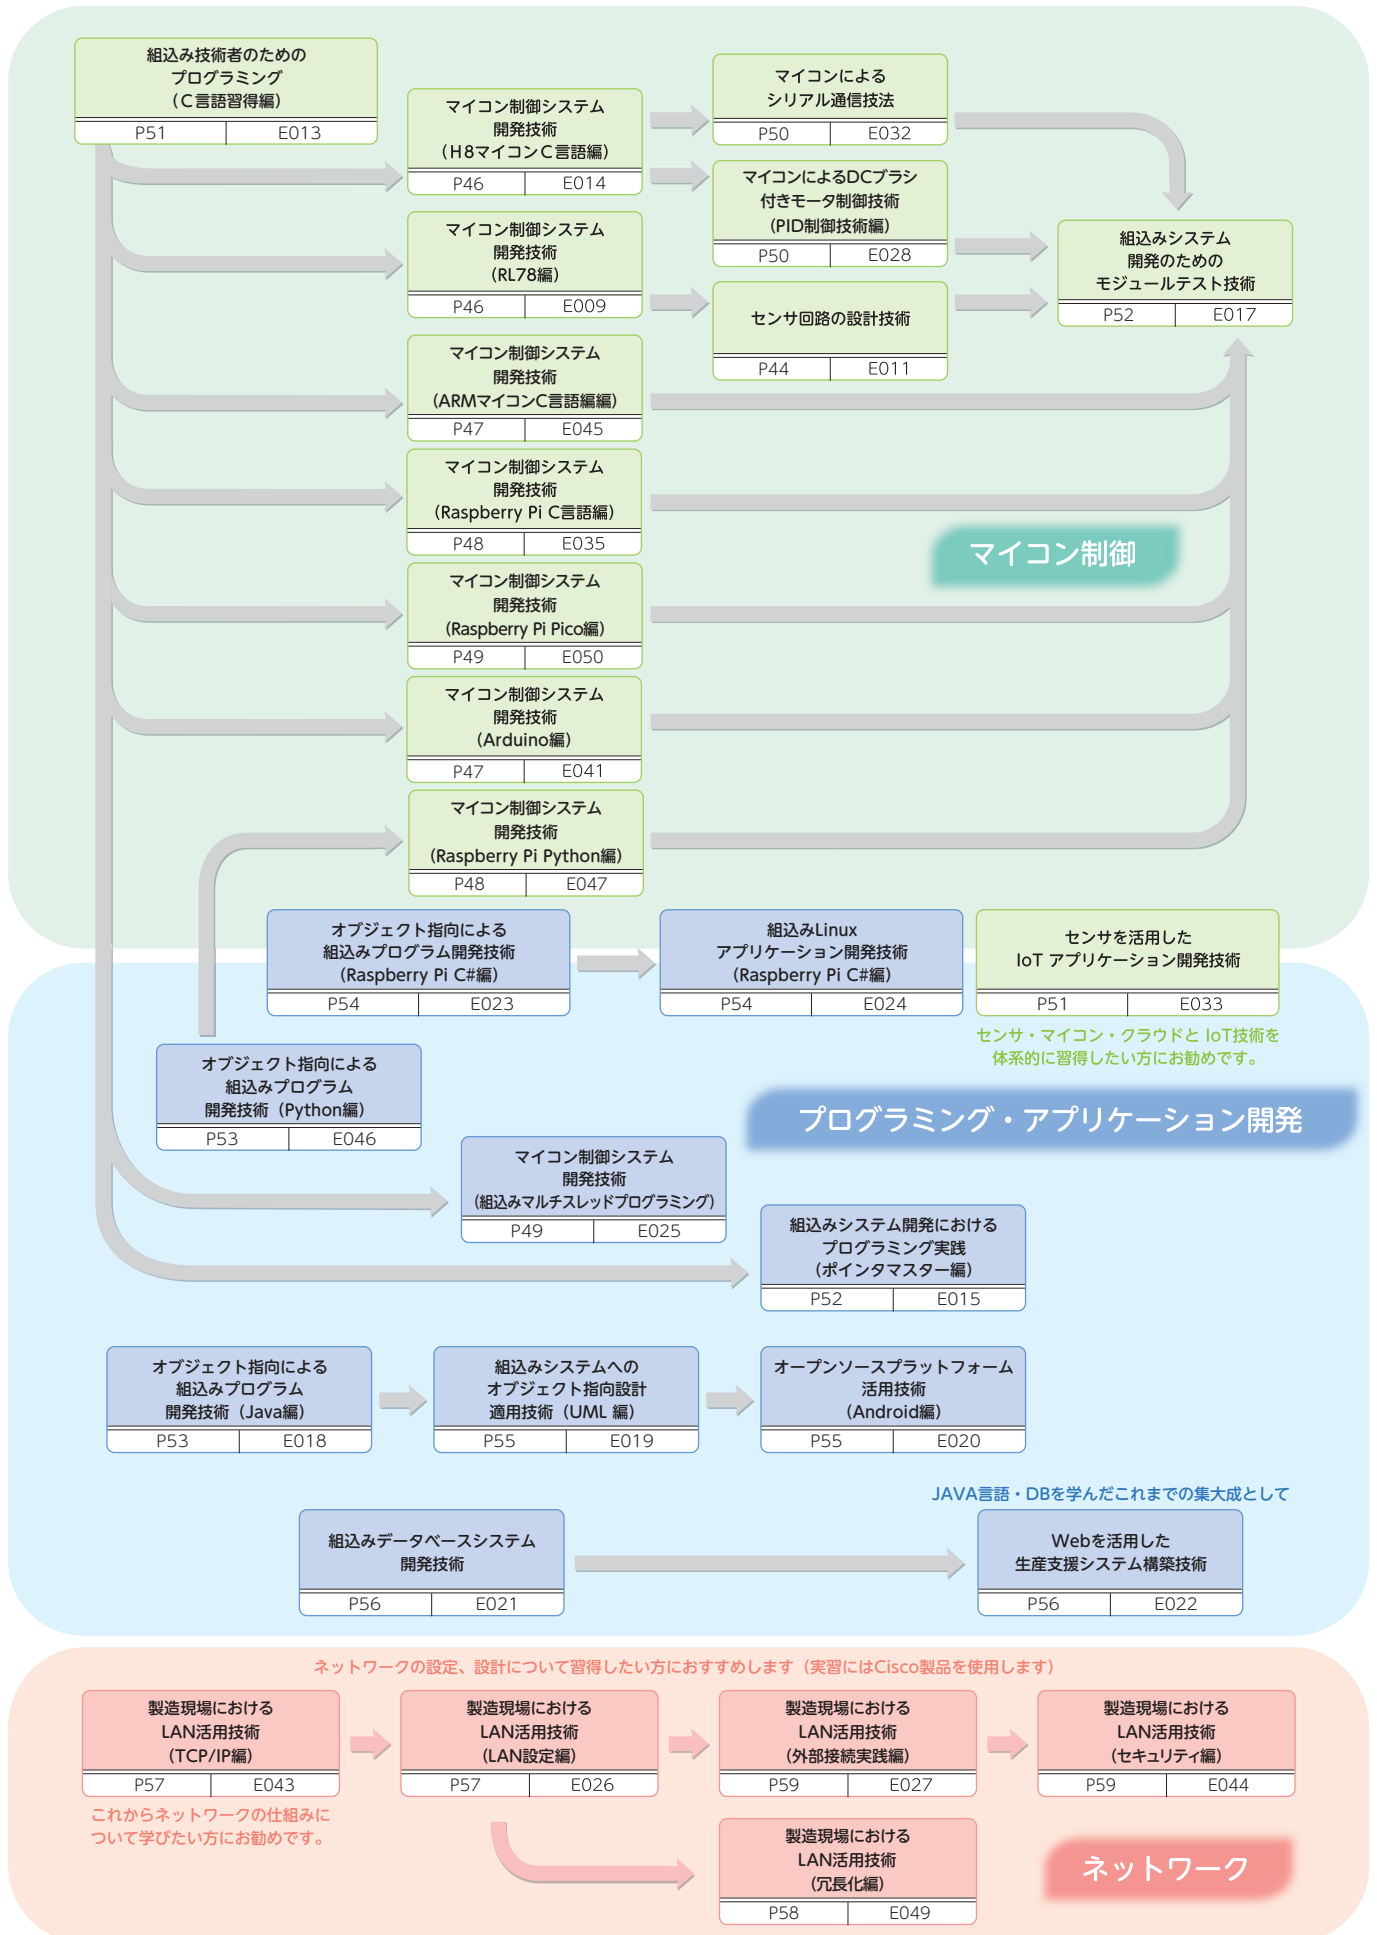 組込み技術者のための
プログラミング
（C言語習得編）
P51 E013
マイコン制御システム
開発技術
（H8マイコンC言語編）
P46 E014
マイコンによる
シリアル通信技法
P50 E032
マイコンによるDCブラシ
付きモータ制御技術
（PID制御技術編）
P50 E028
マイコン制御システム
開発技術
（RL78編）
P46 E009
センサ回路の設計技術
P44 E011
組込みシステム
開発のための
モジュールテスト技術
P52 E017
マイコン制御システム
開発技術
（ARMマイコンC言語編編）
P47 E045
マイコン制御システム
開発技術
（Raspberry Pi C言語編）
P48 E035
マイコン制御
マイコン制御システム
開発技術
（Raspberry Pi Pico編）
P49 E050
マイコン制御システム
開発技術
（Arduino編）
P47 E041
マイコン制御システム
開発技術
（Raspberry Pi Python編）
P48 E047
オブジェクト指向による
組込みプログラム開発技術
（Raspberry Pi C#編）
P54 E023
組込みLinux
アプリケーション開発技術
（Raspberry Pi C#編）
P54 E024
センサを活用した
IoT アプリケーション開発技術
P51 E033
センサ・マイコン・クラウドと IoT技術を
体系的に習得したい方にお勧めです。
オブジェクト指向による
組込みプログラム
開発技術（Python編）
P53 E046
プログラミング・アプリケーション開発
マイコン制御システム
開発技術
（組込みマルチスレッドプログラミング）
P49 E025
組込みシステム開発における
プログラミング実践
（ポインタマスター編）
P52 E015
オブジェクト指向による
組込みプログラム
開発技術（Java編）
P53 E018
組込みシステムへの
オブジェクト指向設計
適用技術（UML 編）
P55 E019
オープンソースプラットフォーム
活用技術
（Android編）
P55 E020
JAVA言語・DBを学んだこれまでの集大成として
組込みデータベースシステム
開発技術
P56 E021
Webを活用した
生産支援システム構築技術
P56 E022
ネットワークの設定、設計について習得したい方におすすめします（実習にはCisco製品を使用します）
製造現場における
LAN活用技術
（TCP/IP編）
P57 E043
これからネットワークの仕組みに
ついて学びたい方にお勧めです。
製造現場における
LAN活用技術
（LAN設定編）
P57 E026
製造現場における
LAN活用技術
（外部接続実践編）
P59 E027
製造現場における
LAN活用技術
（セキュリティ編）
P59 E044
製造現場における
LAN活用技術
（冗長化編）
P58 E049
ネットワーク